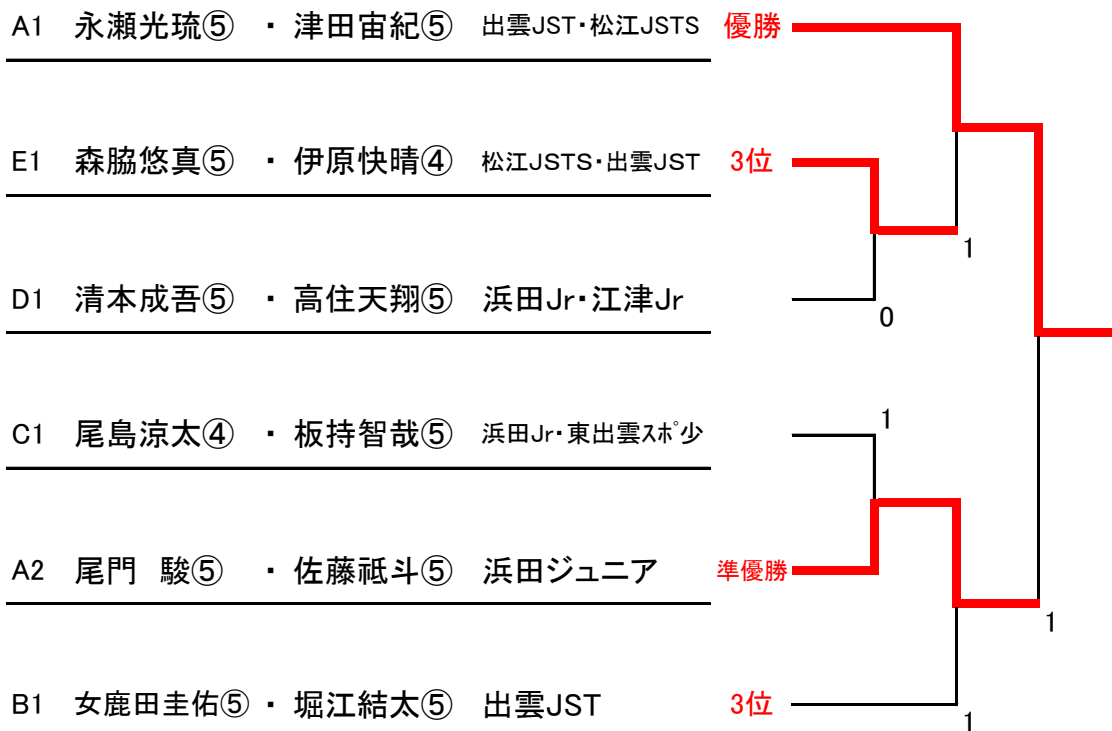 A1 永瀬光琉⑤ ・ 津田宙紀⑤ 出雲JST・松江JSTS 優勝
E1 森脇悠真⑤ ・ 伊原快晴④ 松江JSTS・出雲JST 3位
1
D1 清本成吾⑤ ・ 高住天翔⑤ 浜田Jr・江津Jr
0
C1 尾島涼太④ ・ 板持智哉⑤ 浜田Jr・東出雲スポ少 1
A2 尾門 駿⑤ ・ 佐藤祗斗⑤ 浜田ジュニア 準優勝
1
B1 女鹿田圭佑⑤ ・ 堀江結太⑤ 出雲JST 3位
1